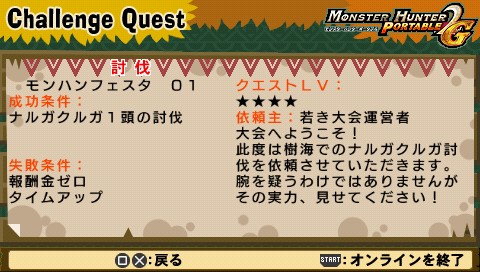 Challenge Quest
MONSTER HUNTER
PORTABLE 2nd G
討伐
モンハンフェスタ 01
成功条件：
ナルガクルガ１頭の討伐
失敗条件：
報酬金ゼロ
タイムアップ
クエストＬＶ：
★★★★
依頼主：若き大会運営者
大会へようこそ！
此度は樹海でのナルガクルガ討
伐を依頼させていただきます。
腕を疑うわけではありませんが
その実力、見せてください！
□×:戻る
START:オンラインを終了